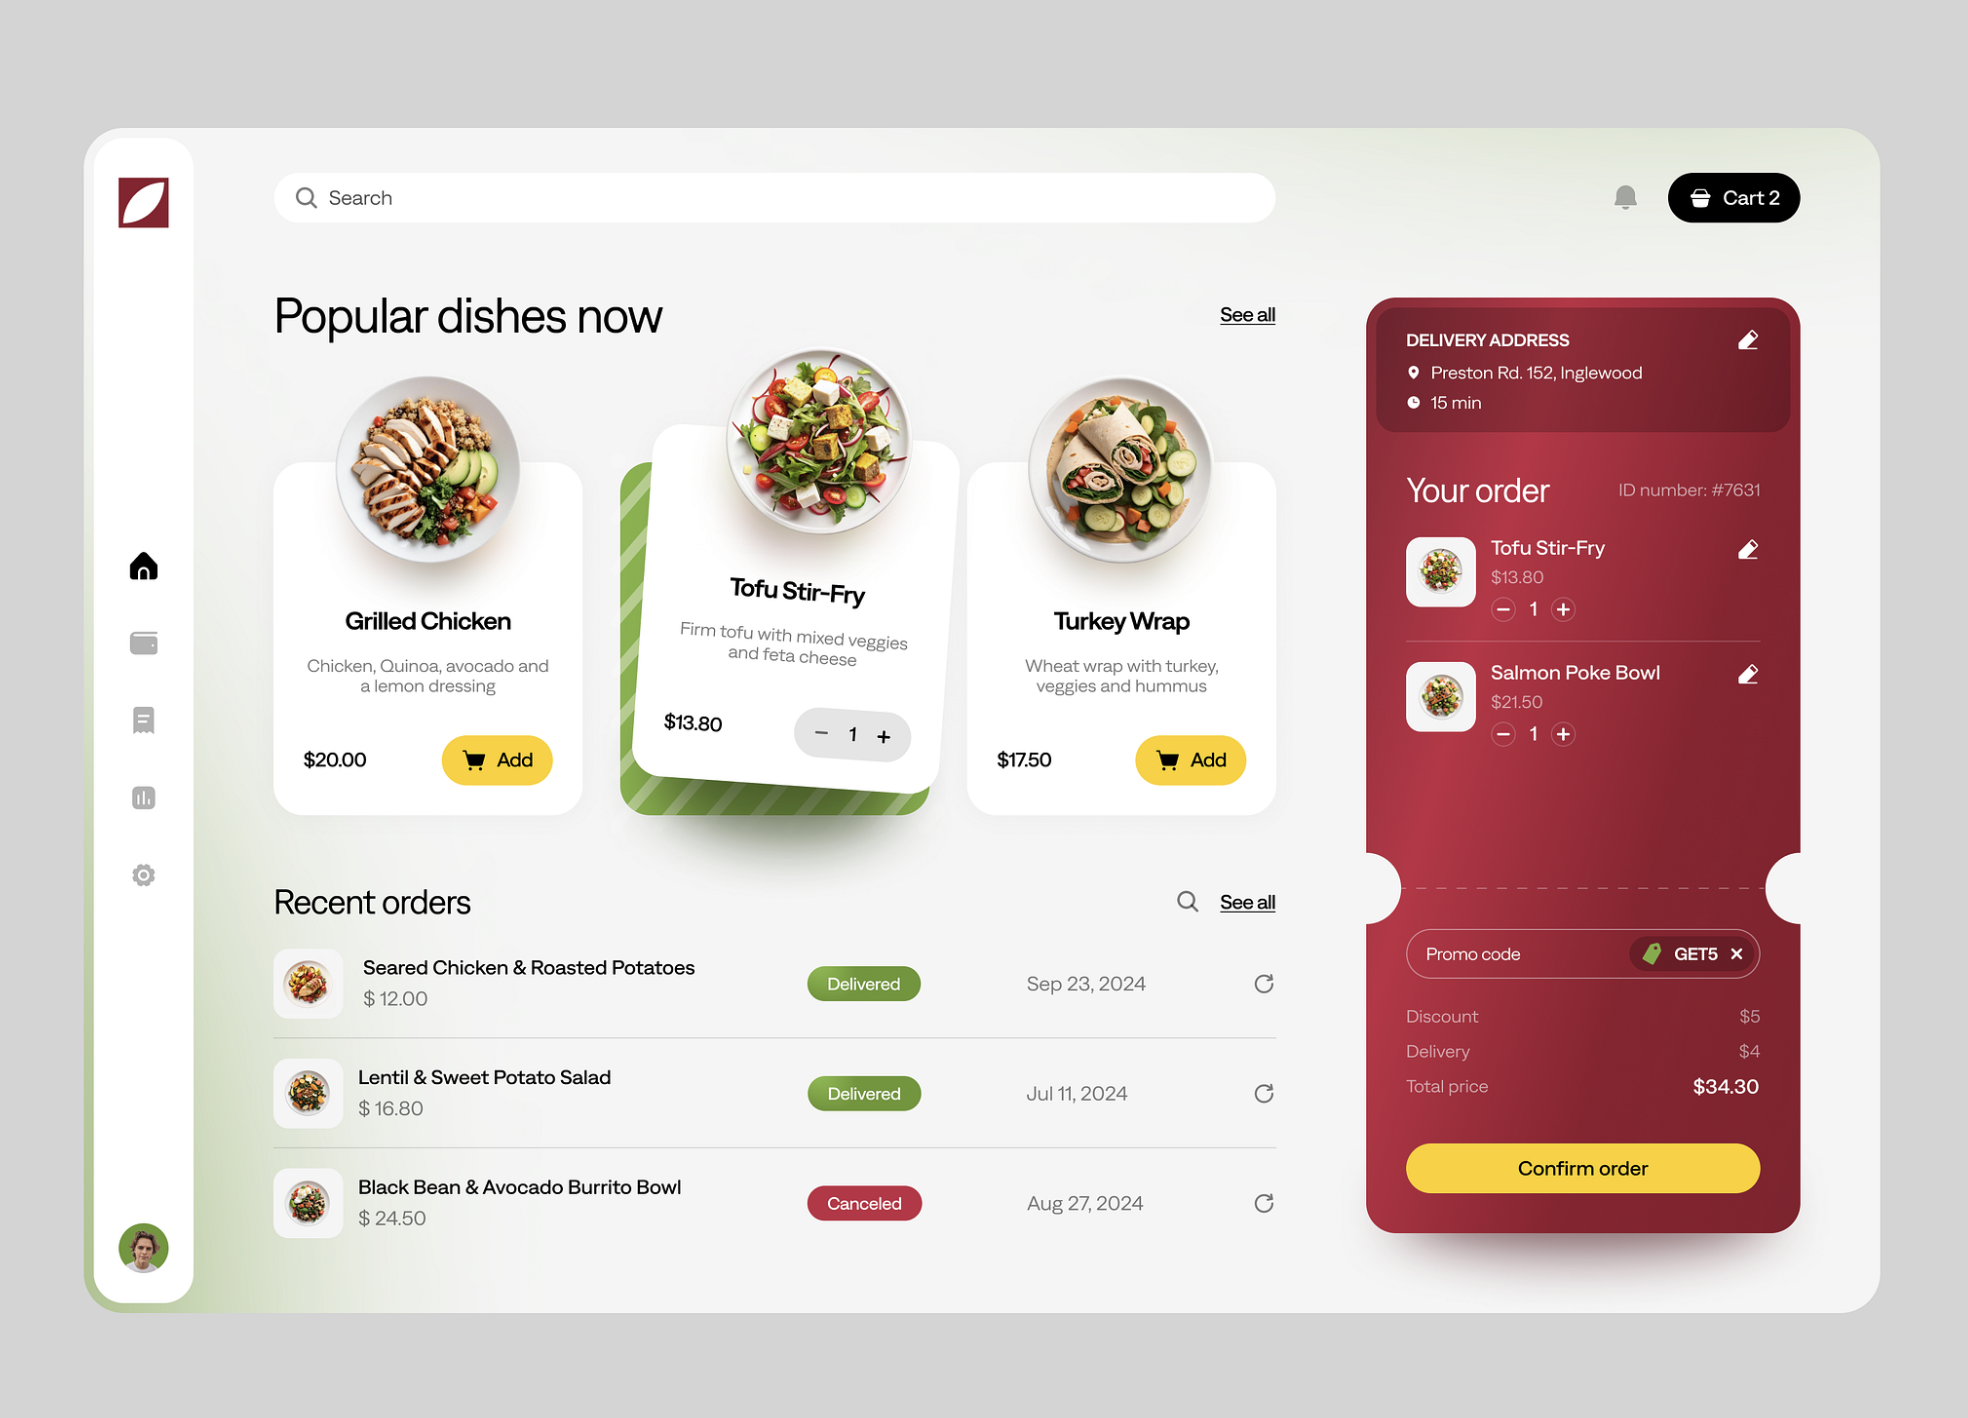 Search
Cart 2
Popular dishes now
See all
Grilled Chicken
Chicken, Quinoa, avocado and
a lemon dressing
$20.00
Add
Tofu Stir-Fry
Firm tofu with mixed veggies
and feta cheese
$13.80
1
Turkey Wrap
Wheat wrap with turkey,
veggies and hummus
$17.50
Add
Recent orders
See all
Seared Chicken & Roasted Potatoes
$ 12.00
Delivered
Sep 23, 2024
Lentil & Sweet Potato Salad
$ 16.80
Delivered
Jul 11, 2024
Black Bean & Avocado Burrito Bowl
$ 24.50
Canceled
Aug 27, 2024
DELIVERY ADDRESS
Preston Rd. 152, Inglewood
15 min
Your order
ID number: #7631
Tofu Stir-Fry
$13.80
1
Salmon Poke Bowl
$21.50
1
Promo code
GET5
Discount
$5
Delivery
$4
Total price
$34.30
Confirm order